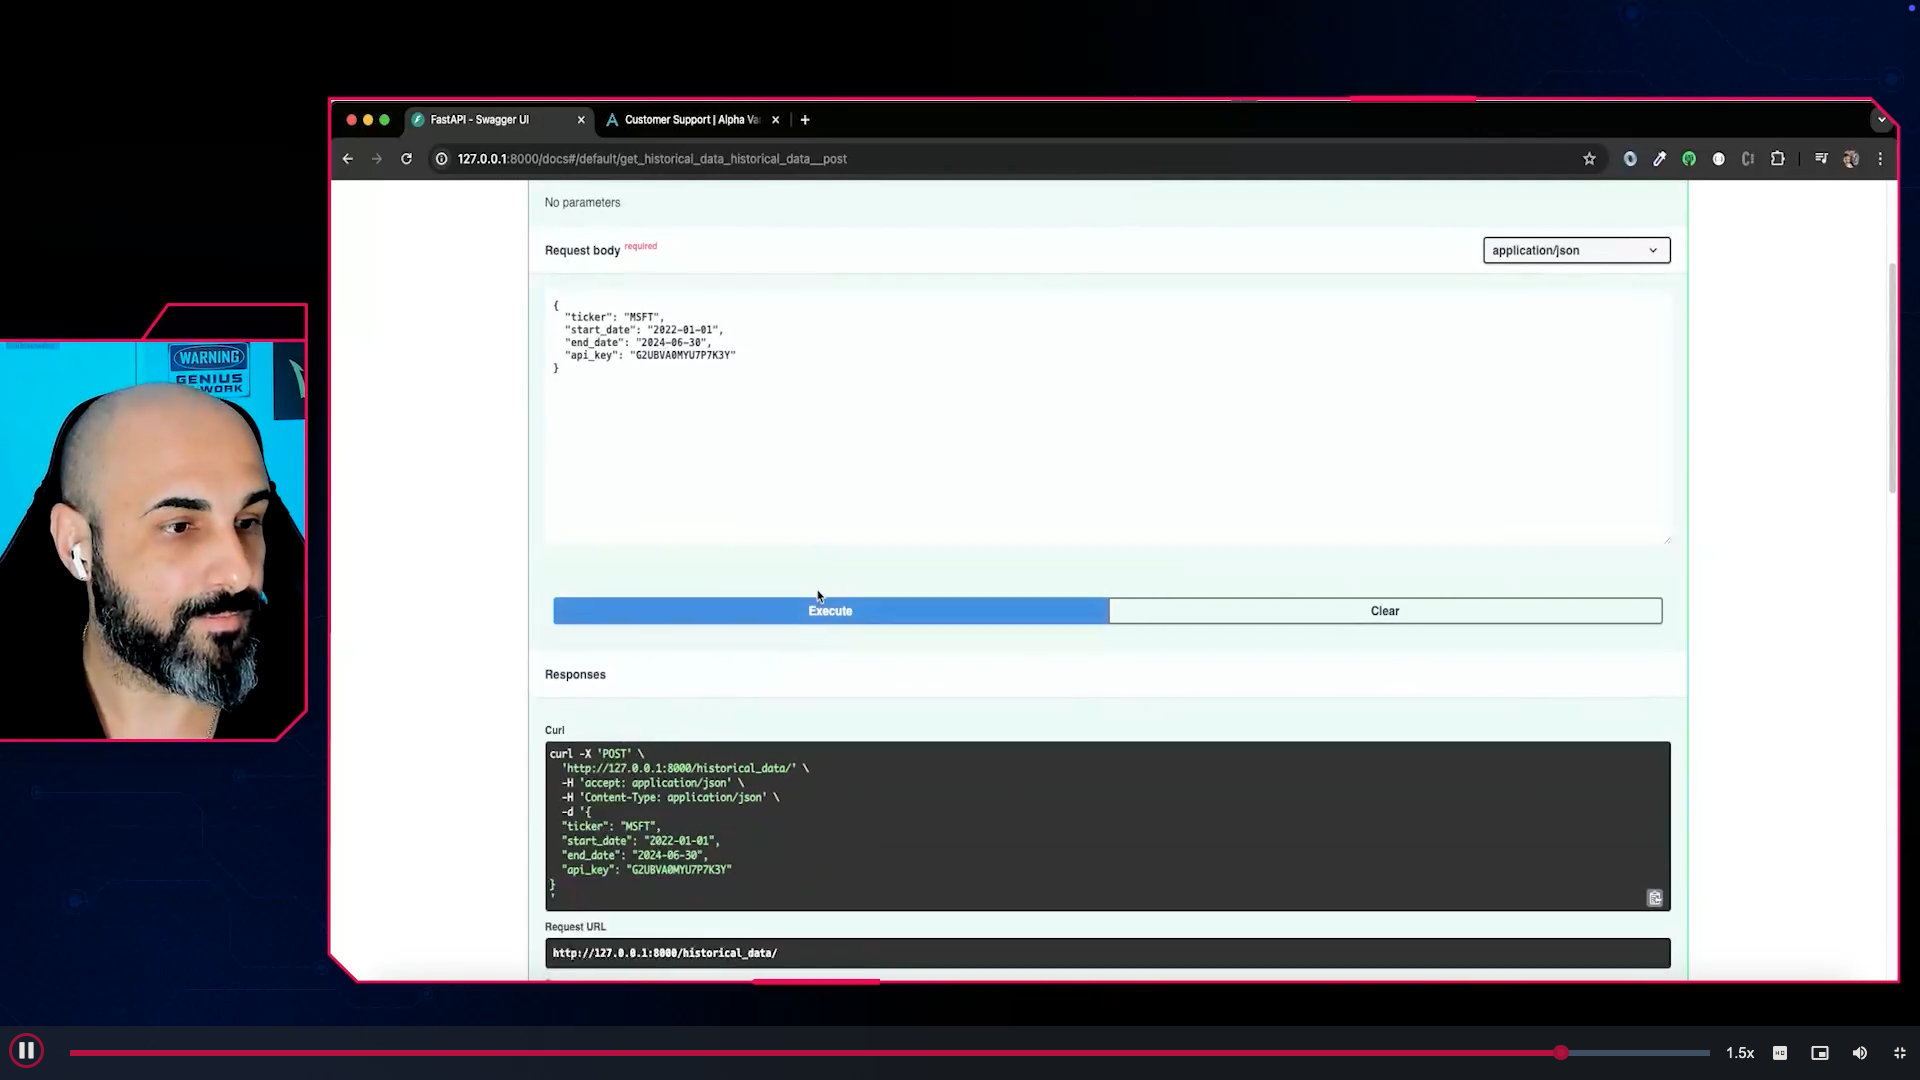 FastAPI - Swagger UI
Customer Support | Alpha Va
127.0.0.1:8000/docs#/default/get_historical_data_historical_data__post
No parameters
Request body required
application/json
{
"ticker": "MSFT",
"start_date": "2022-01-01",
"end_date": "2024-06-30",
"api_key": "G2UBVA0MYU7P7K3Y"
}
WARNING
GENIUS
WORK
Execute
Clear
Responses
Curl
curl -X 'POST' \
'http://127.0.0.1:8000/historical_data/' \
-H 'accept: application/json' \
-H 'Content-Type: application/json' \
-d '{
"ticker": "MSFT",
"start_date": "2022-01-01",
"end_date": "2024-06-30",
"api_key": "G2UBVA0MYU7P7K3Y"
}
'
Request URL
http://127.0.0.1:8000/historical_data/
1.5x
HD